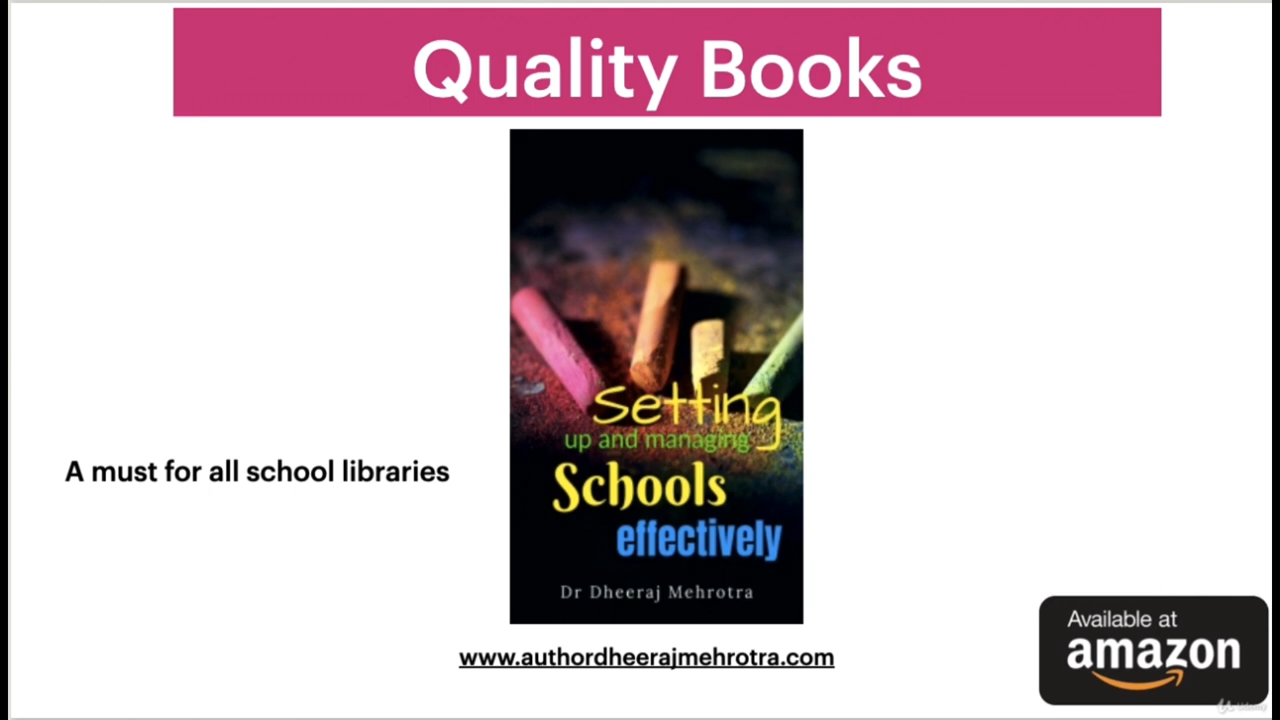 Quality Books
Setting
up and managing
Schools
effectively
Dr Dheeraj Mehrotra
A must for all school libraries
www.authordheerajmehrotra.com
Available at
amazon
Udemy